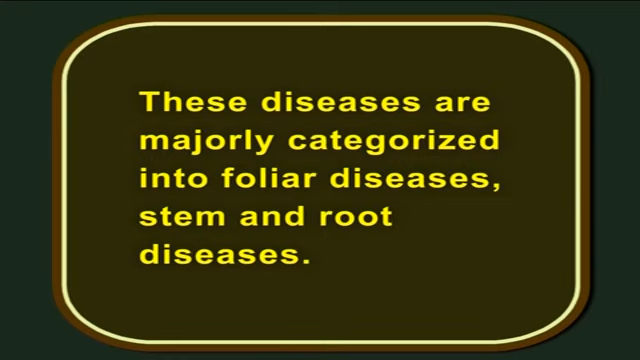 These diseases are
majorly categorized
into foliar diseases,
stem and root
diseases.